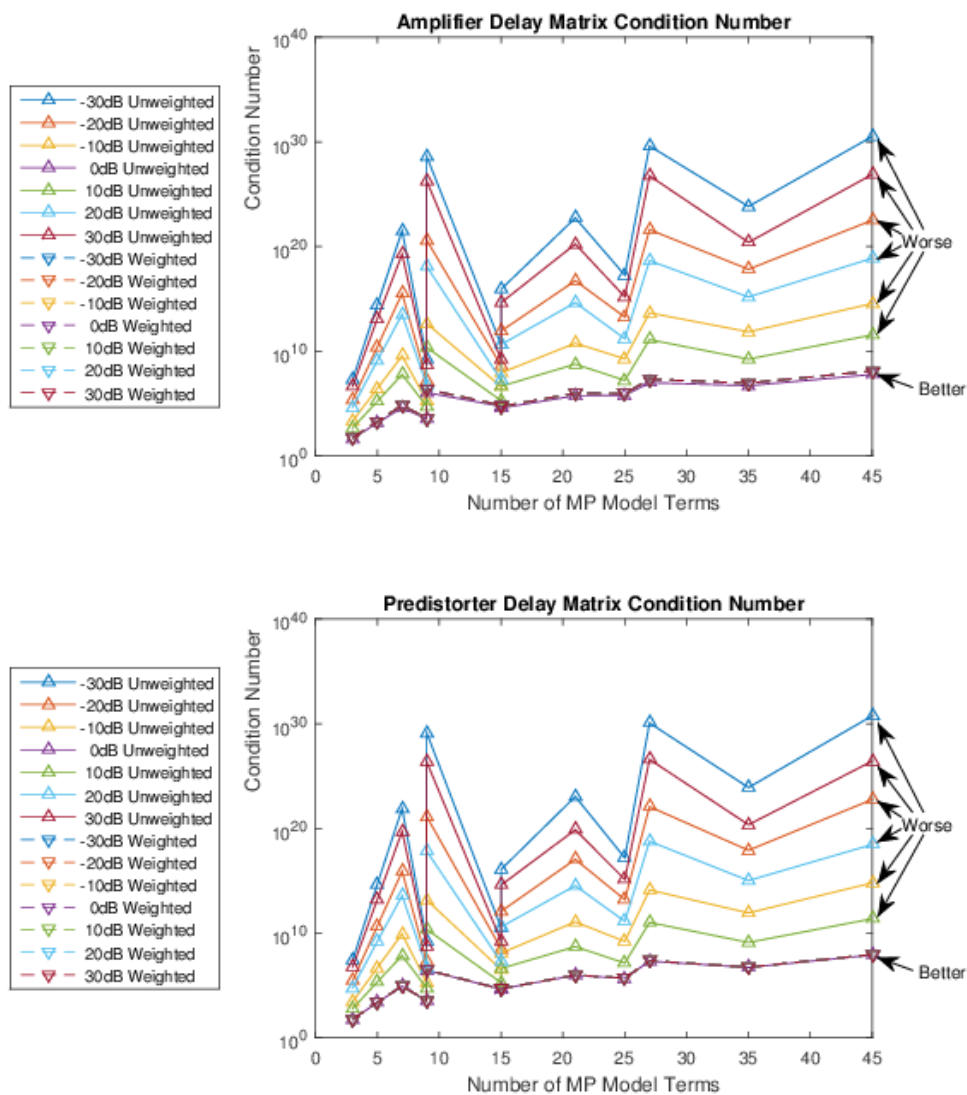 Amplifier Delay Matrix Condition Number
-30dB Unweighted
-20dB Unweighted
-10dB Unweighted
0dB Unweighted
10dB Unweighted
20dB Unweighted
30dB Unweighted
-30dB Weighted
-20dB Weighted
-10dB Weighted
0dB Weighted
10dB Weighted
20dB Weighted
30dB Weighted
Condition Number
10^40
10^30
10^20
10^10
10^0
Worse
Better
0 5 10 15 20 25 30 35 40 45
Number of MP Model Terms
Predistorter Delay Matrix Condition Number
-30dB Unweighted
-20dB Unweighted
-10dB Unweighted
0dB Unweighted
10dB Unweighted
20dB Unweighted
30dB Unweighted
-30dB Weighted
-20dB Weighted
-10dB Weighted
0dB Weighted
10dB Weighted
20dB Weighted
30dB Weighted
Condition Number
10^40
10^30
10^20
10^10
10^0
Worse
Better
0 5 10 15 20 25 30 35 40 45
Number of MP Model Terms